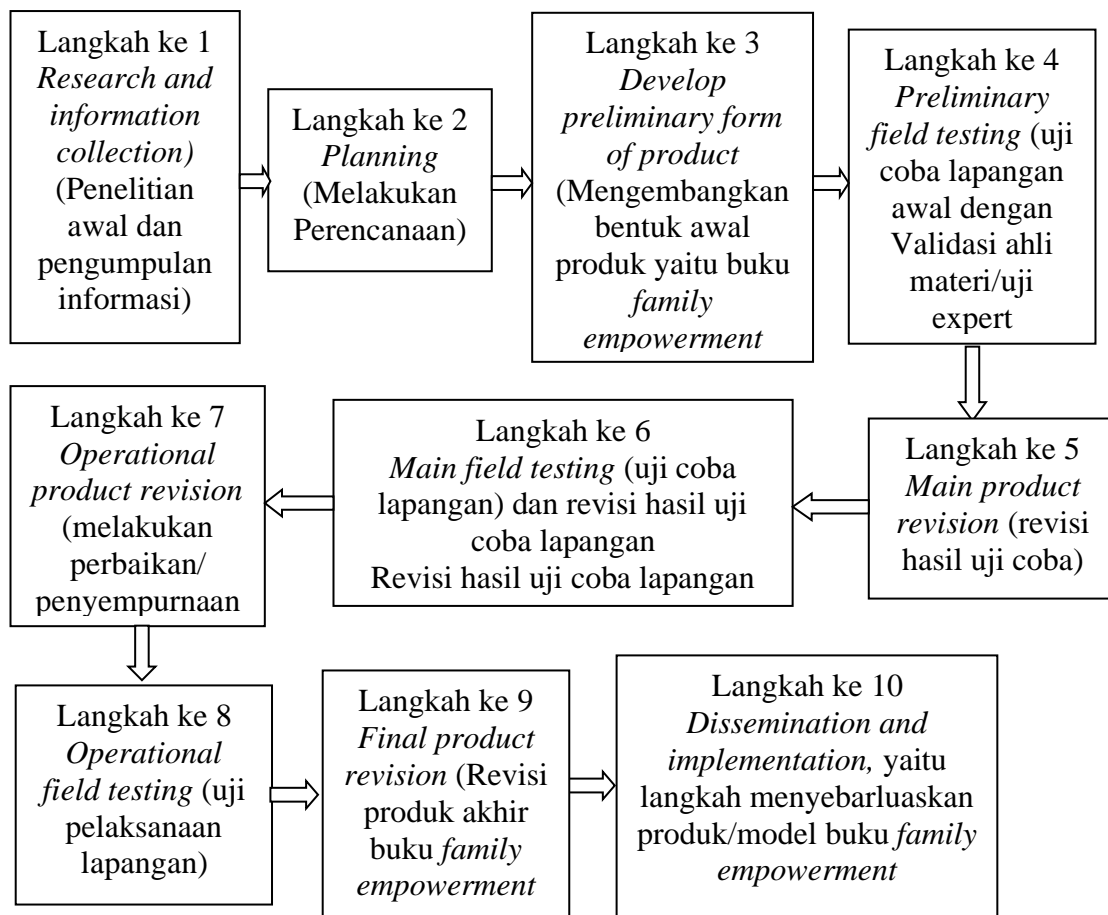 Langkah ke 1
Research and
information
collection)
(Penelitian
awal dan
pengumpulan
informasi)
Langkah ke 2
Planning
(Melakukan
Perencanaan)
Langkah ke 3
Develop
preliminary form
of product
(Mengembangkan
bentuk awal
produk yaitu buku
family
empowerment
Langkah ke 4
Preliminary
field testing (uji
coba lapangan
awal dengan
Validasi ahli
materi/uji
expert
Langkah ke 5
Main product
revision (revisi
hasil uji coba)
Langkah ke 6
Main field testing (uji coba
lapangan) dan revisi hasil uji
coba lapangan
Revisi hasil uji coba lapangan
Langkah ke 7
Operational
product revision
(melakukan
perbaikan/
penyempurnaan
Langkah ke 8
Operational
field testing (uji
pelaksanaan
lapangan)
Langkah ke 9
Final product
revision (Revisi
produk akhir
buku family
empowerment
Langkah ke 10
Dissemination and
implementation, yaitu
langkah menyebarluaskan
produk/model buku family
empowerment